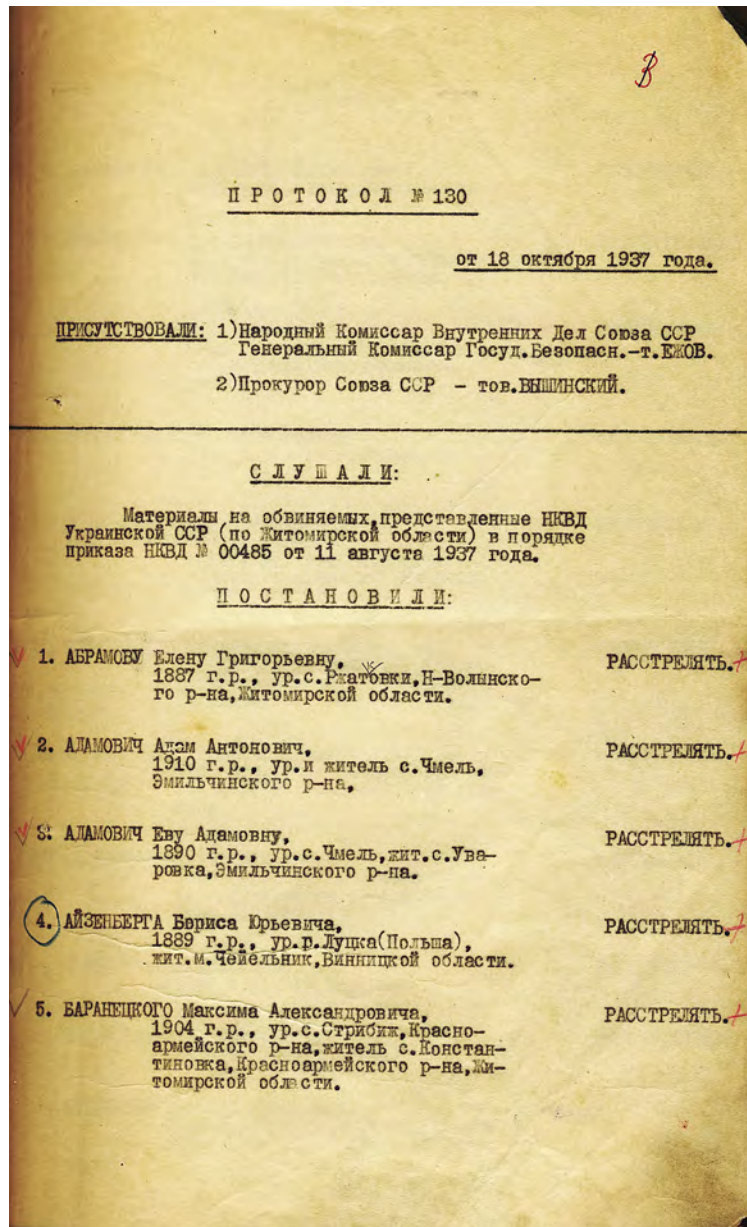 3
П Р О Т О К О Л № 130
от 18 октября 1937 года.
ПРИСУТСТВОВАЛИ: 1)Народный Комиссар Внутренних Дел Союза ССР
Генеральный Комиссар Госуд.Безопасн.-т.ЕЖОВ.
2)Прокурор Союза ССР - тов.ВЫШИНСКИЙ.
С Л У Ш А Л И:
Материалы на обвиняемых,представленные НКВД
Украинской ССР (по Житомирской области) в порядке
приказа НКВД № 00485 от 11 августа 1937 года.
П О С Т А Н О В И Л И:
1. АБРАМОВУ Елену Григорьевну, РАССТРЕЛЯТЬ.
1887 г.р., ур.с.Ржатовки,Н-Волынско-
го р-на,Житомирской области.
2. АДАМОВИЧ Адам Антонович, РАССТРЕЛЯТЬ.
1910 г.р., ур.и житель с.Чмель,
Эмильчинского р-на,
3. АДАМОВИЧ Еву Адамовну, РАССТРЕЛЯТЬ.
1890 г.р., ур.с.Чмель,жит.с.Ува-
ровка,Эмильчинского р-на.
4. АЙЗЕНБЕРГА Бориса Юрьевича, РАССТРЕЛЯТЬ.
1889 г.р., ур.р.Луцка(Польша),
жит.м. Винницкой области.
5. БАРАНЕЦКОГО Максима Александровича, РАССТРЕЛЯТЬ.
1904 г.р., ур.с.Стрибиж,Красно-
армейского р-на,житель с.Констан-
тиновка,Красноармейского р-на,Жи-
томирской области.